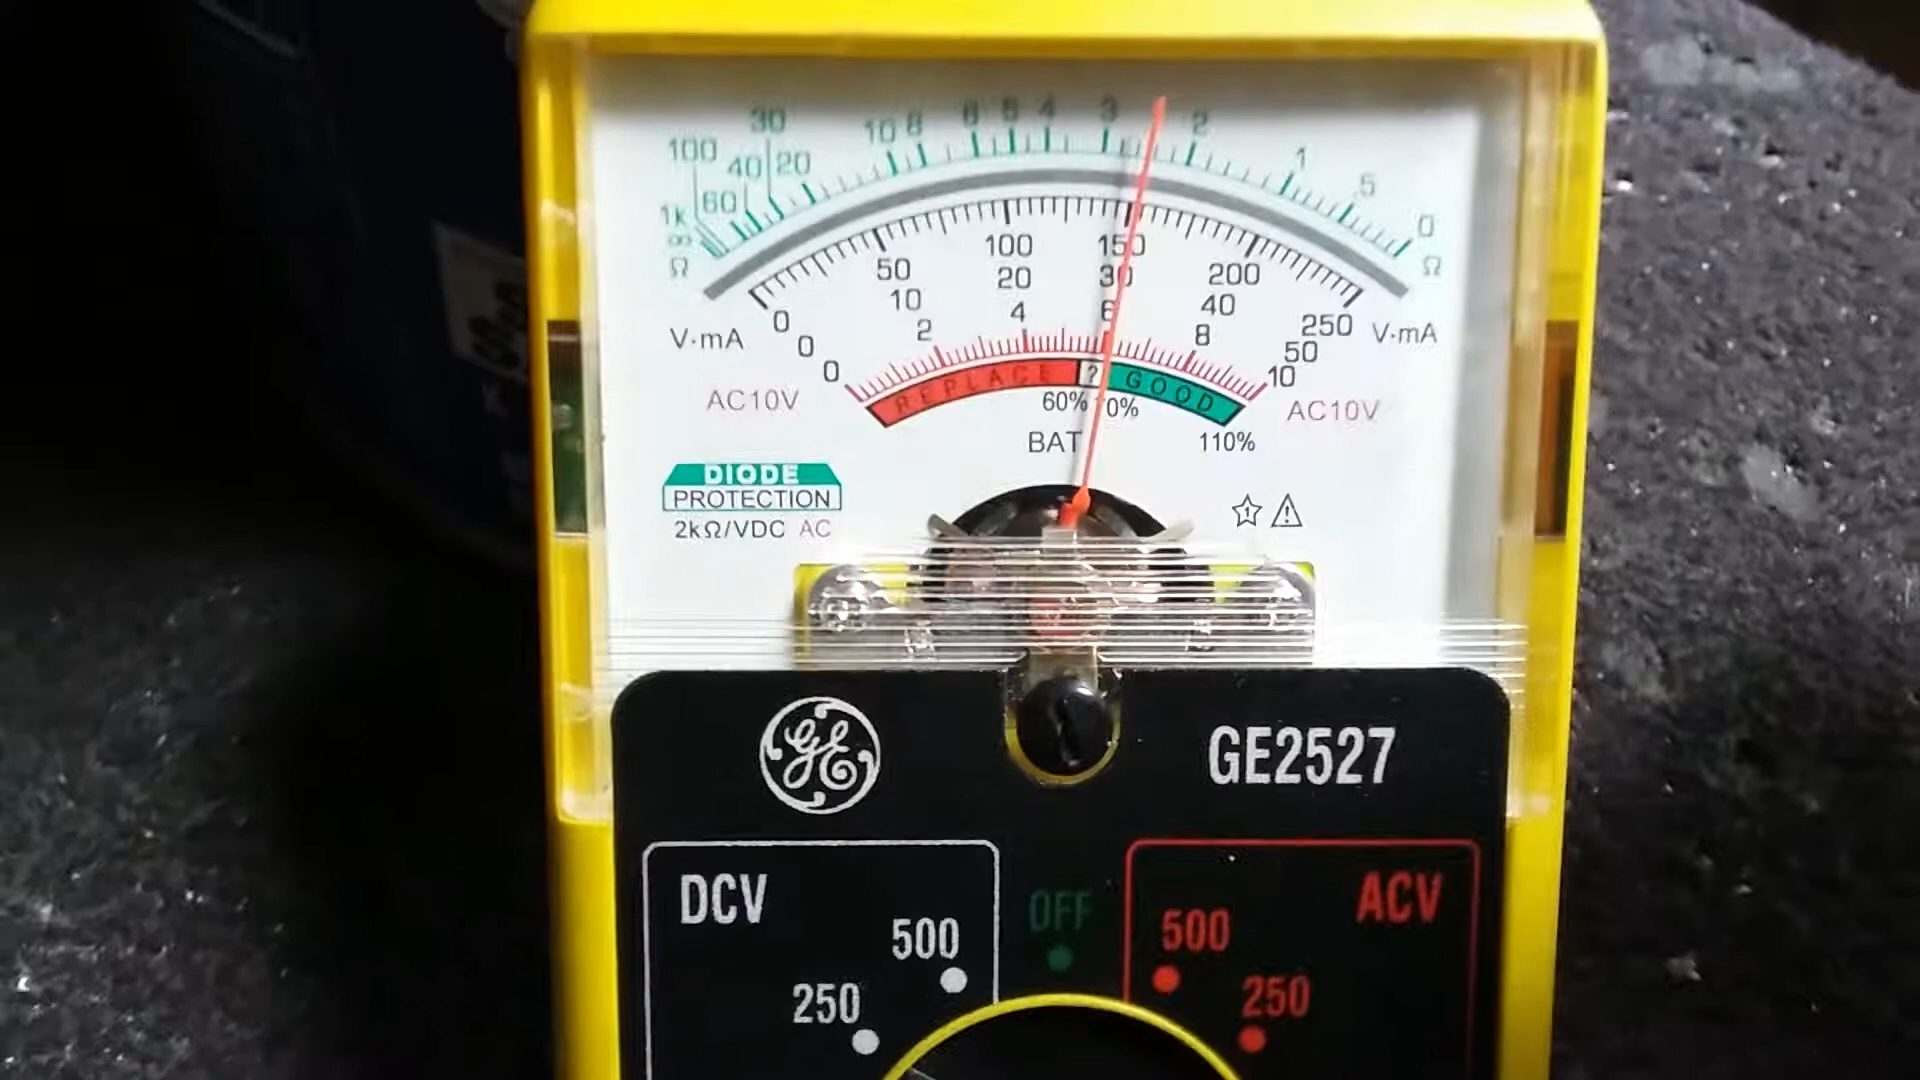 100 30 40 20 10 8 6 5 4 3 2 1 .5 0
1k 60
∞
Ω Ω
50 100 150 200
0 10 20 30 40 250
V·mA 0 2 4 6 8 50 V·mA
0 10
AC10V REPLACE ? GOOD AC10V
60% 70%
BAT 110%
DIODE
PROTECTION
2kΩ/VDC AC
GE
GE2527
DCV
500
250
OFF
ACV
500
250